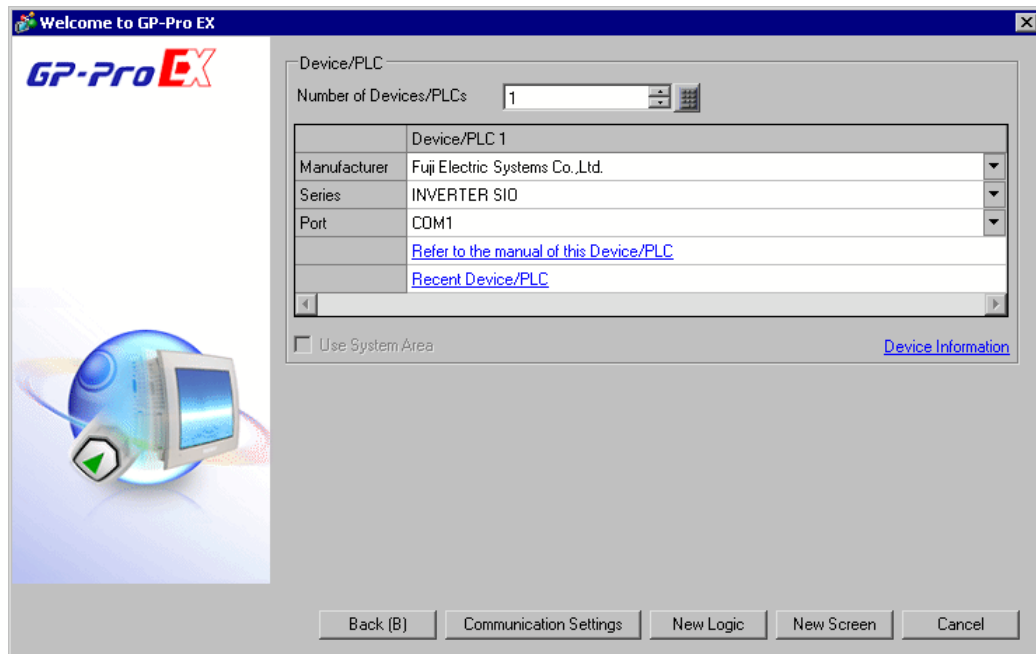 Welcome to GP-Pro EX
GP-Pro EX
Device/PLC
Number of Devices/PLCs 1
Device/PLC 1
Manufacturer Fuji Electric Systems Co.,Ltd.
Series INVERTER SIO
Port COM1
Refer to the manual of this Device/PLC
Recent Device/PLC
Use System Area Device Information
Back (B) Communication Settings New Logic New Screen Cancel